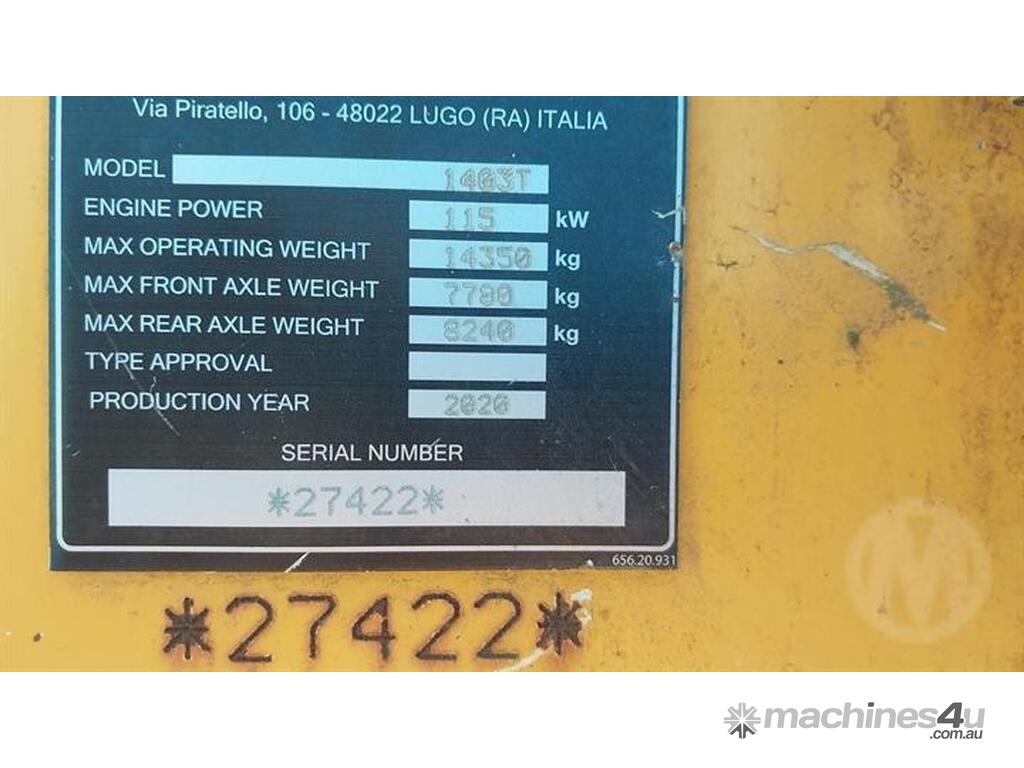 Via Piratello, 106 - 48022 LUGO (RA) ITALIA
MODEL 14G3T
ENGINE POWER 115 kW
MAX OPERATING WEIGHT 14350 kg
MAX FRONT AXLE WEIGHT 7780 kg
MAX REAR AXLE WEIGHT 8240 kg
TYPE APPROVAL
PRODUCTION YEAR 2020
SERIAL NUMBER
*27422*
656.20.931
*27422*
M
machines4u
.com.au